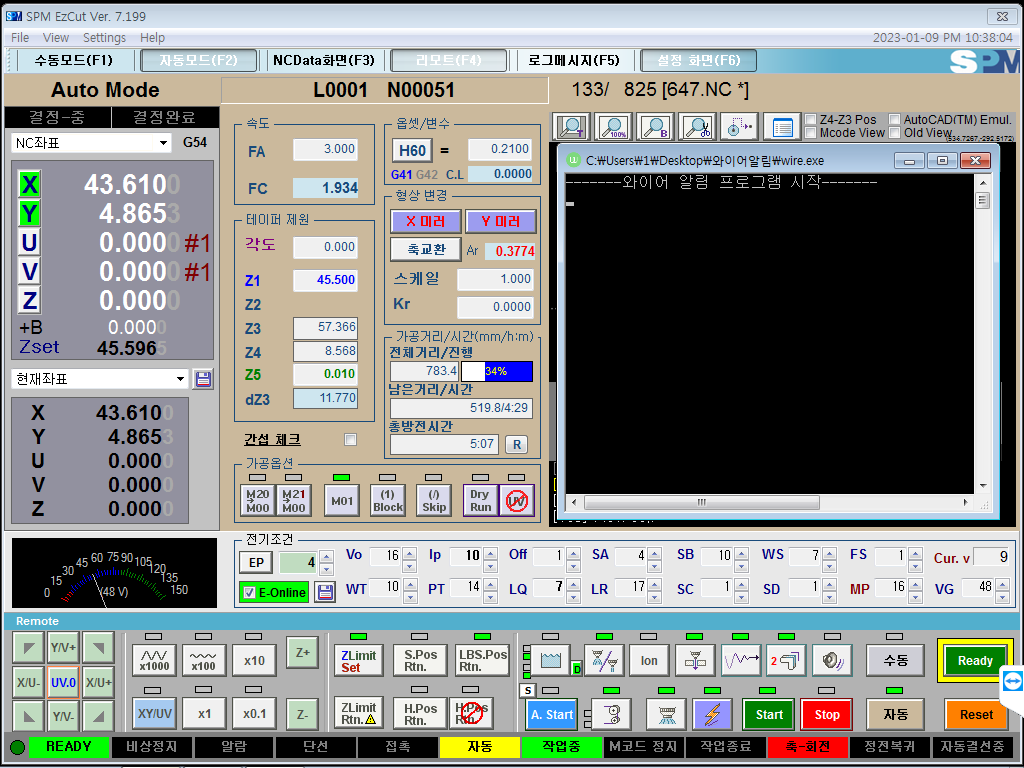 SPM EzCut Ver. 7.199
File View Settings Help
2023-01-09 PM 10:38:04
수동모드(F1) 자동모드(F2) NCData화면(F3) 리모트(F4) 로그메시지(F5) 설정 화면(F6) SPM
Auto Mode L0001 N00051 133/ 825 [647.NC *]
결정-중 결정완료
NC좌표 G54
X 43.6100
Y 4.8653
U 0.0000 #1
V 0.0000 #1
Z 0.0000
+B 0.0000
Zset 45.5965
현재좌표
X 43.6100
Y 4.8653
U 0.0000
V 0.0000
Z 0.0000
속도
FA 3.000
FC 1.934
테이퍼 제원
각도 0.000
Z1 45.500
Z2
Z3 57.366
Z4 8.568
Z5 0.010
dZ3 11.770
간섭 체크
옵셋/변수
H60 = 0.2100
G41 G42 C.L 0.0000
형상 변경
X 미러 Y 미러
축교환 Ar 0.3774
스케일 1.000
Kr 0.0000
가공거리/시간(mm/h:m)
전체거리/진행
783.4 34%
남은거리/시간
519.8/4:29
총방전시간
5:07 R
가공옵션
M20 M00 M21 M00 M01 (1) Block (/) Skip Dry Run UV
T 100% B
Z4-Z3 Pos AutoCAD(TM) Emul.
Mcode View Old View
C:₩Users₩1₩Desktop₩와이어알림₩wire.exe
-------와이어 알림 프로그램 시작-------
0 15 30 45 60 75 90 105 120 135 150
(48 V)
전기조건
EP 4 Vo 16 Ip 10 Off 1 SA 4 SB 10 WS 7 FS 1 Cur. v 9
E-Online WT 10 PT 14 LQ 7 LR 17 SC 1 SD 1 MP 16 VG 48
Remote
Y/V+ x1000 x100 x10 Z+ ZLimit Set S.Pos Rtn. LBS.Pos Rtn. D Ion 2 수동 Ready
X/U- UV.0 X/U+
Y/V- XY/UV x1 x0.1 Z- ZLimit Rtn. H.Pos Rtn. H.Pos Rtn. S A. Start Start Stop 자동 Reset
READY 비상정지 알람 단선 접촉 자동 작업중 M코드 정지 작업종료 축-회전 정전복귀 자동결선중